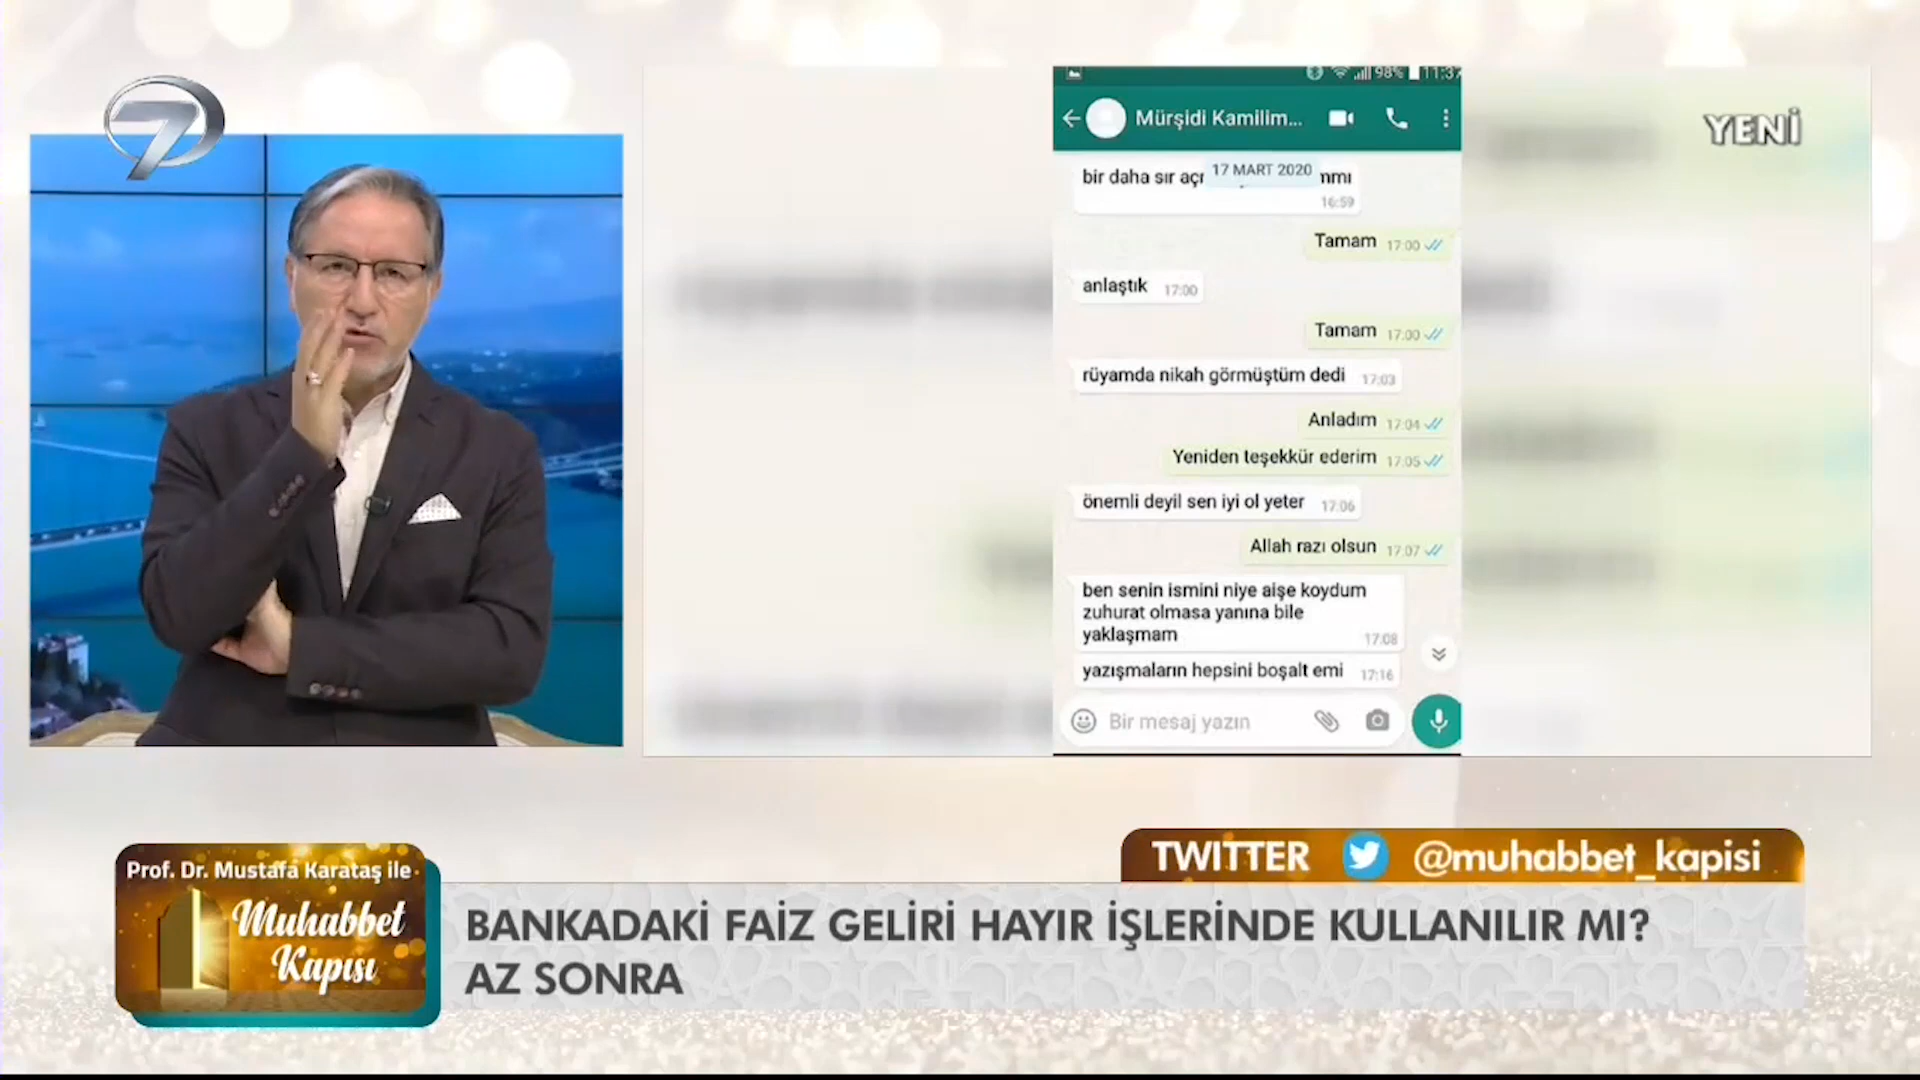 7
YENİ
98% 11:37
Mürşidi Kamilim...
17 MART 2020
bir daha sır açı
16:59
Tamam 17:00
anlaştık 17:00
Tamam 17:00
rüyamda nikah görmüştüm dedi 17:03
Anladım 17:04
Yeniden teşekkür ederim 17:05
önemli deyil sen iyi ol yeter 17:06
Allah razı olsun 17:07
ben senin ismini niye aişe koydum
zuhurat olmasa yanına bile
yaklaşmam 17:08
yazışmaların hepsini boşalt emi 17:16
Bir mesaj yazın
TWITTER @muhabbet_kapisi
Prof. Dr. Mustafa Karataş ile
Muhabbet
Kapısı
BANKADAKİ FAİZ GELİRİ HAYIR İŞLERİNDE KULLANILIR MI?
AZ SONRA